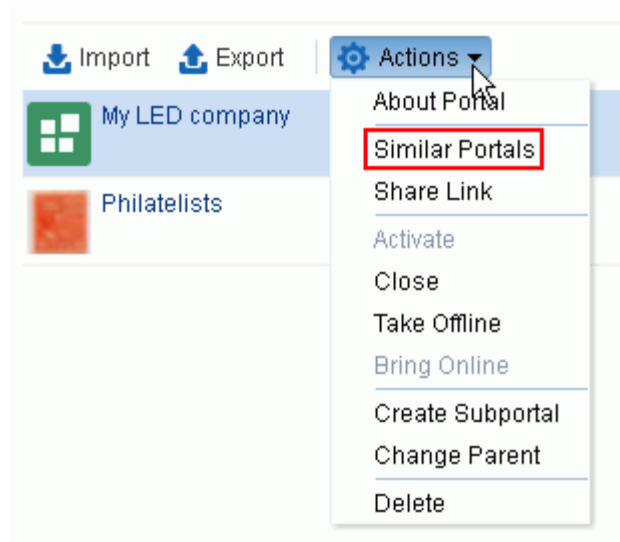 Import Export Actions
My LED company
Philatelists
About Portal
Similar Portals
Share Link
Activate
Close
Take Offline
Bring Online
Create Subportal
Change Parent
Delete